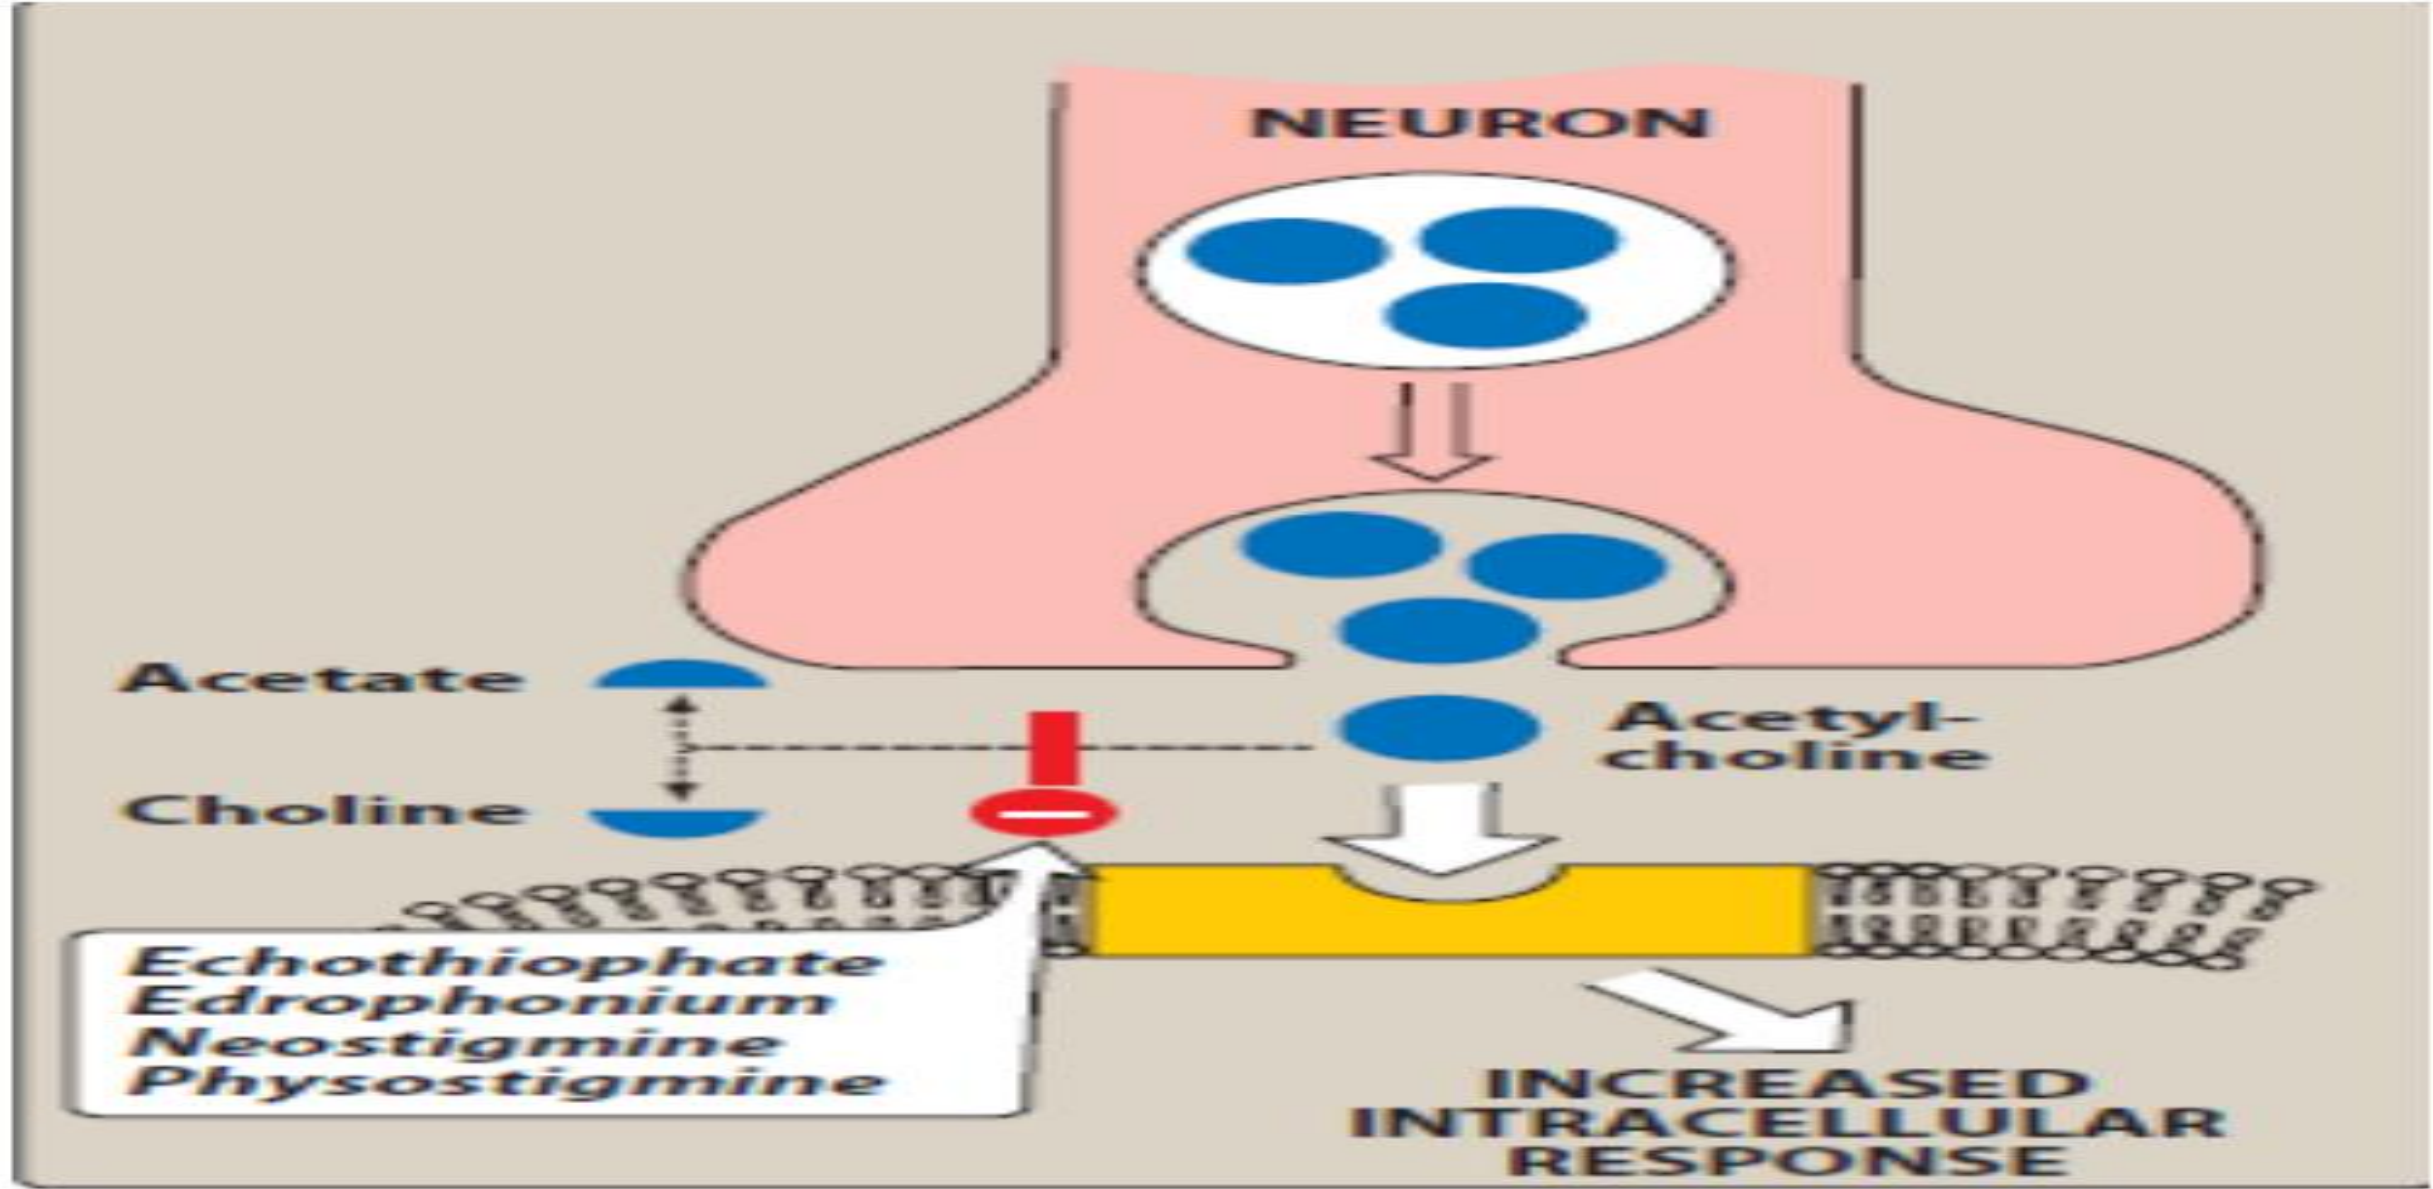 NEURON
Acetate
Acetyl-
choline
Choline
Echothiophate
Edrophonium
Neostigmine
Physostigmine
INCREASED
INTRACELLULAR
RESPONSE